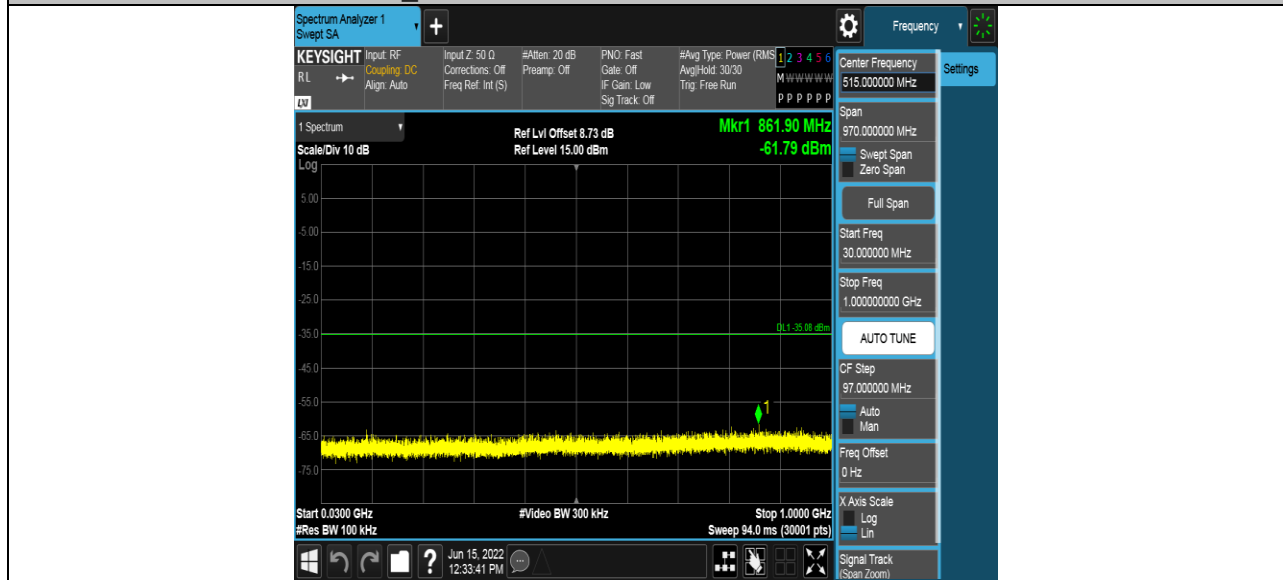 Spectrum Analyzer 1
Swept SA
+
Frequency
KEYSIGHT
RL
LXI
Input: RF
Coupling: DC
Align: Auto
Input Z: 50 Ω
Corrections: Off
Freq Ref: Int (S)
#Atten: 20 dB
Preamp: Off
PNO: Fast
Gate: Off
IF Gain: Low
Sig Track: Off
#Avg Type: Power (RMS
Avg|Hold: 30/30
Trig: Free Run
1 2 3 4 5 6
M W W W W W
P P P P P P
1 Spectrum
Scale/Div 10 dB
Log
Ref Lvl Offset 8.73 dB
Ref Level 15.00 dBm
Mkr1 861.90 MHz
-61.79 dBm
5.00
-5.00
-15.0
-25.0
-35.0
DL1 -35.08 dBm
-45.0
-55.0
1
-65.0
-75.0
Start 0.0300 GHz
#Res BW 100 kHz
#Video BW 300 kHz
Stop 1.0000 GHz
Sweep 94.0 ms (30001 pts)
Center Frequency
515.000000 MHz
Settings
Span
970.000000 MHz
Swept Span
Zero Span
Full Span
Start Freq
30.000000 MHz
Stop Freq
1.000000000 GHz
AUTO TUNE
CF Step
97.000000 MHz
Auto
Man
Freq Offset
0 Hz
X Axis Scale
Log
Lin
Signal Track
(Span Zoom)
?
Jun 15, 2022
12:33:41 PM